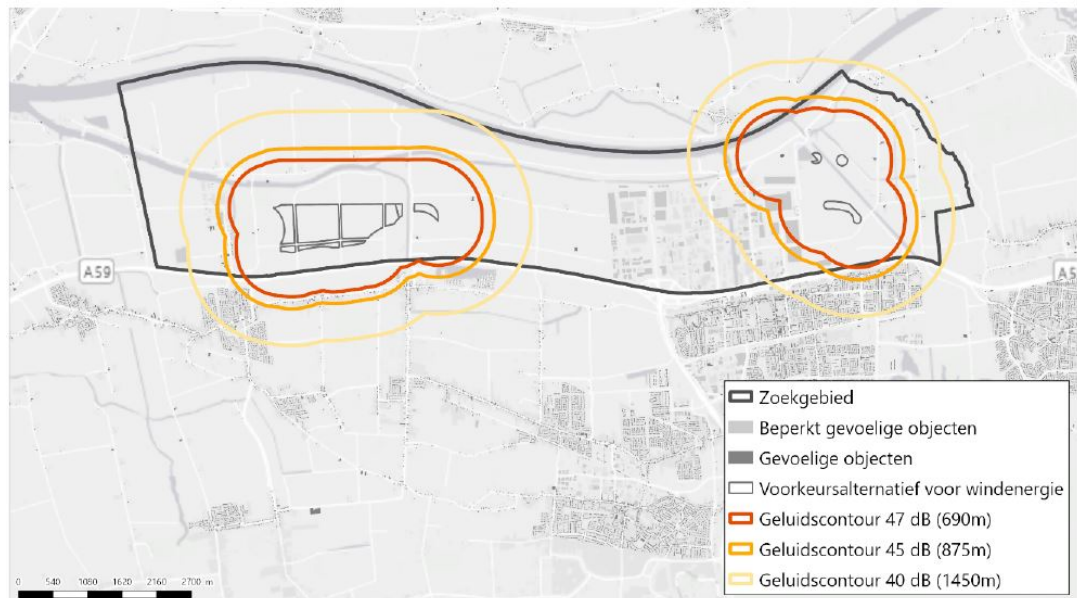 A59
A5
Zoekgebied
Beperkt gevoelige objecten
Gevoelige objecten
Voorkeursalternatief voor windenergie
Geluidscontour 47 dB (690m)
Geluidscontour 45 dB (875m)
Geluidscontour 40 dB (1450m)
0 540 1080 1620 2160 2700 m